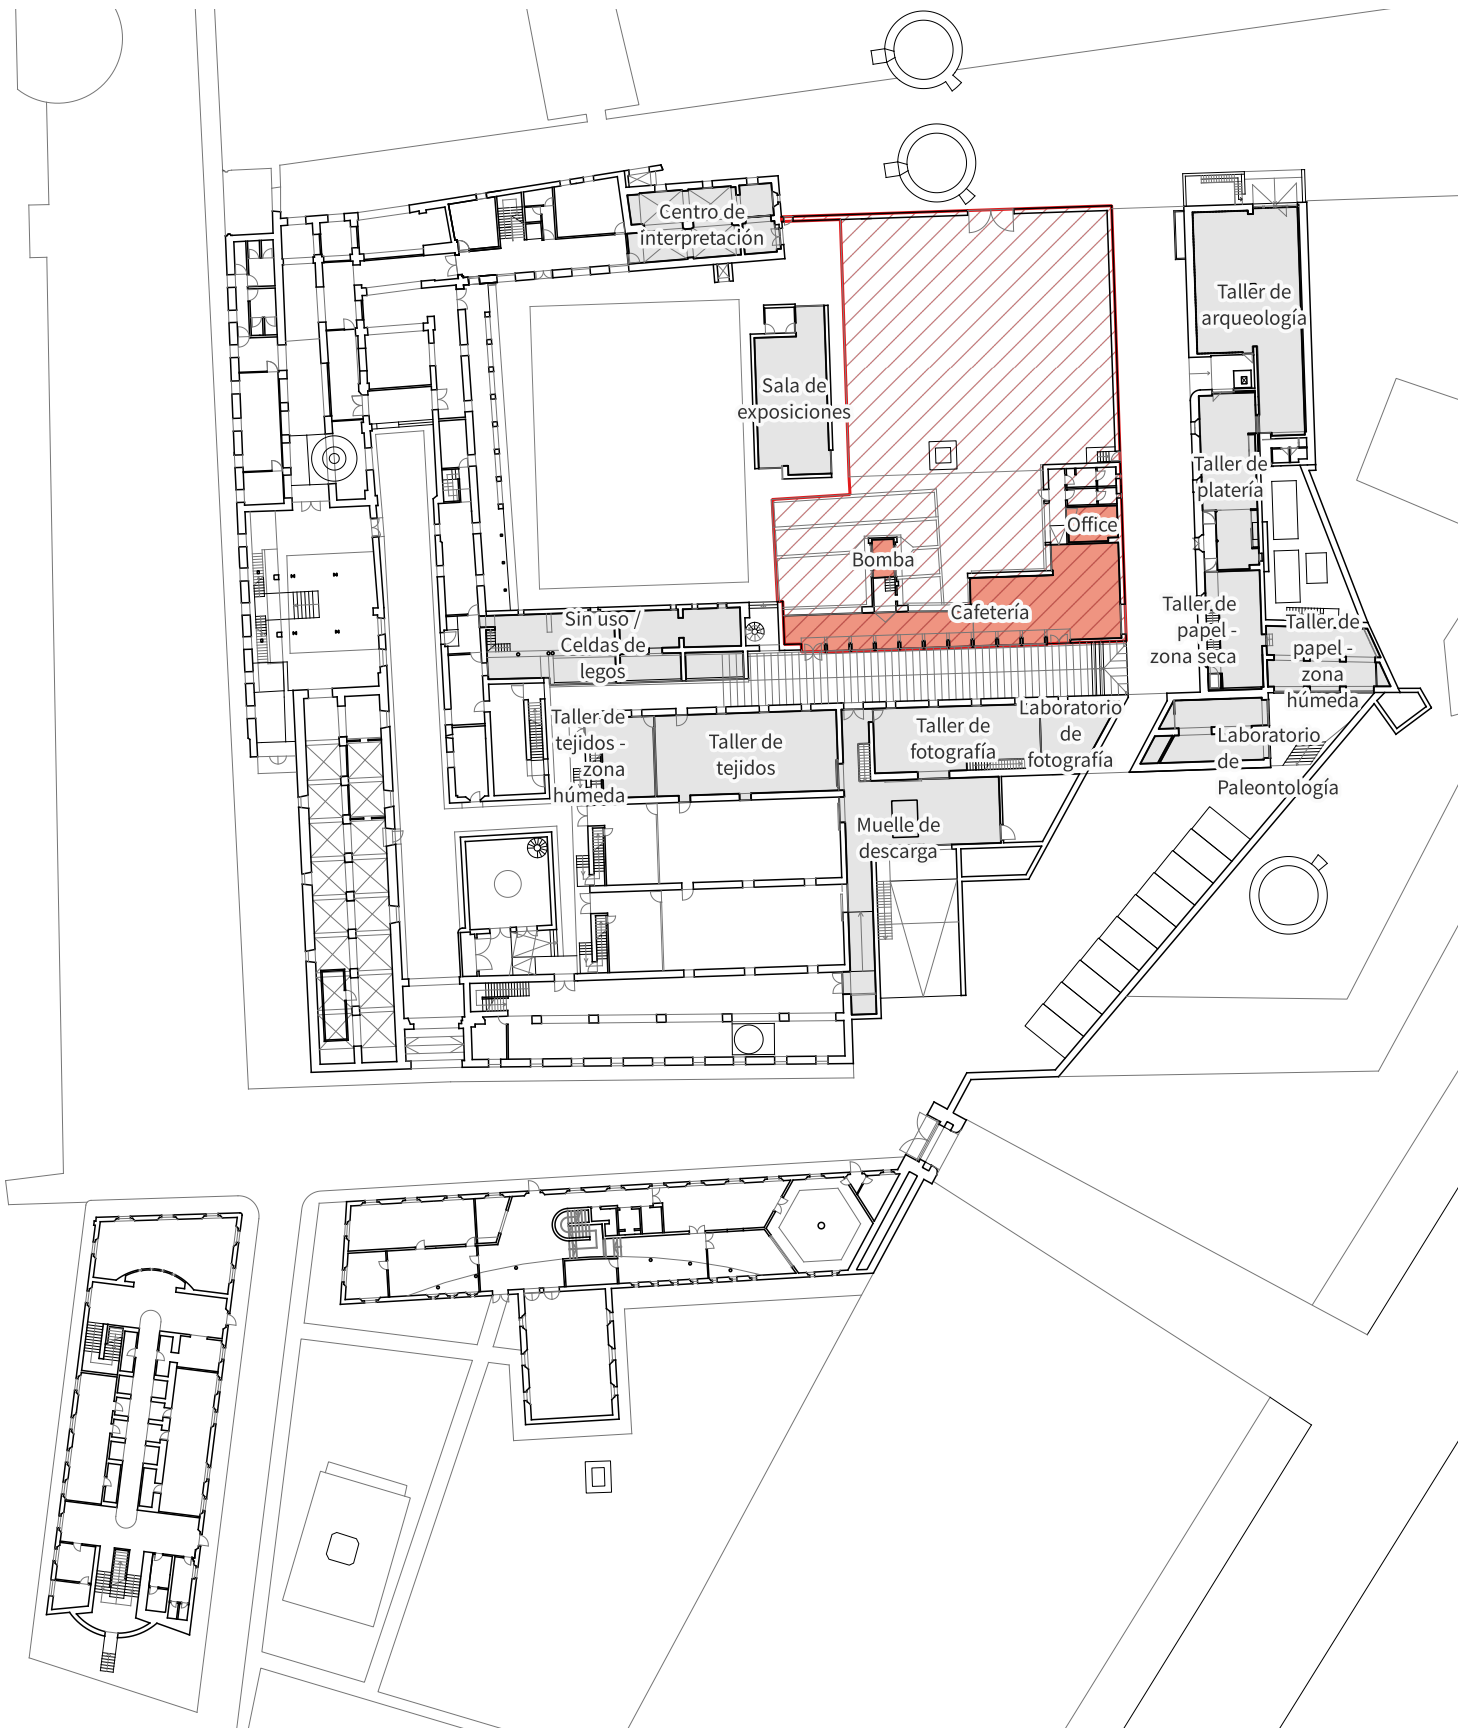 Centro de
interpretación
Taller de
arqueología
Sala de
exposiciones
Taller de
platería
Office
Bomba
Cafetería
Sin uso /
Celdas de
legos
Taller de
papel -
zona seca
Taller de
papel -
zona
húmeda
Taller de
tejidos -
zona
húmeda
Taller de
tejidos
Taller de
fotografía
Laboratorio
de
fotografía
Laboratorio
de
Paleontología
Muelle de
descarga